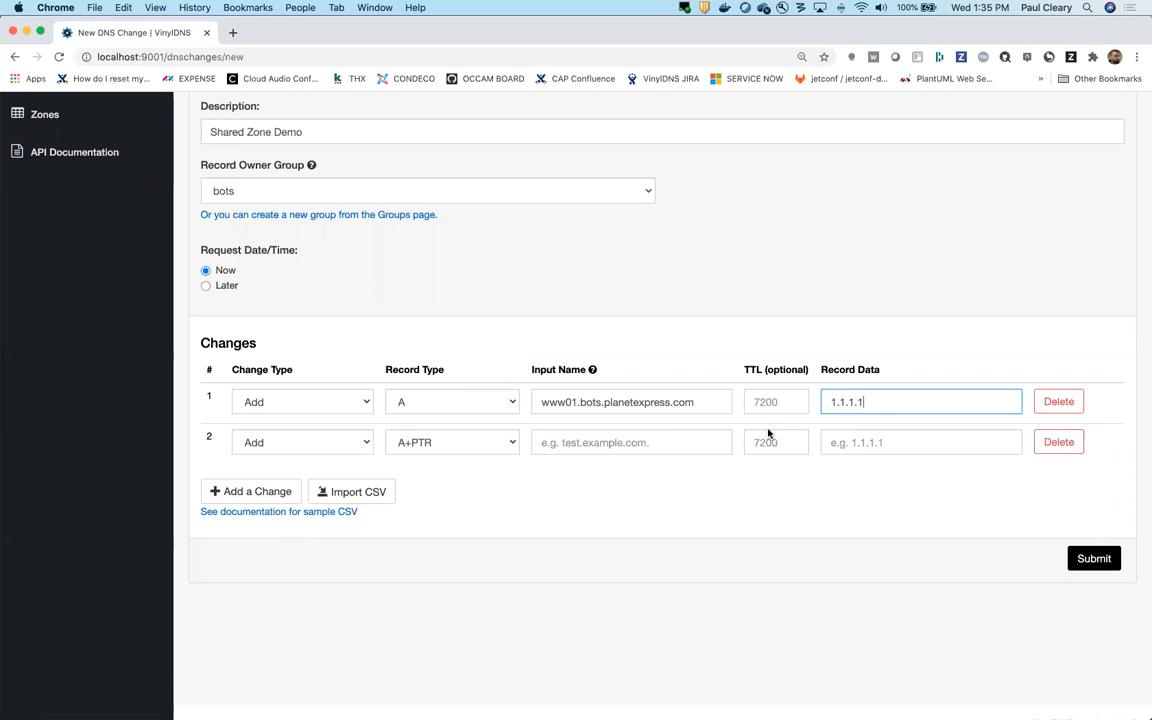 Chrome File Edit View History Bookmarks People Tab Window Help 100% Wed 1:35 PM Paul Cleary
New DNS Change | VinylDNS
localhost:9001/dnschanges/new
Apps How do I reset my... EXPENSE Cloud Audio Conf... THX CONDECO OCCAM BOARD CAP Confluence VinylDNS JIRA SERVICE NOW jetconf / jetconf-d... PlantUML Web Se... » Other Bookmarks
Zones
API Documentation
Description:
Shared Zone Demo
Record Owner Group
bots
Or you can create a new group from the Groups page.
Request Date/Time:
Now
Later
Changes
# Change Type Record Type Input Name TTL (optional) Record Data
1 Add A www01.bots.planetexpress.com 7200 1.1.1.1 Delete
2 Add A+PTR e.g. test.example.com. 7200 e.g. 1.1.1.1 Delete
Add a Change Import CSV
See documentation for sample CSV
Submit